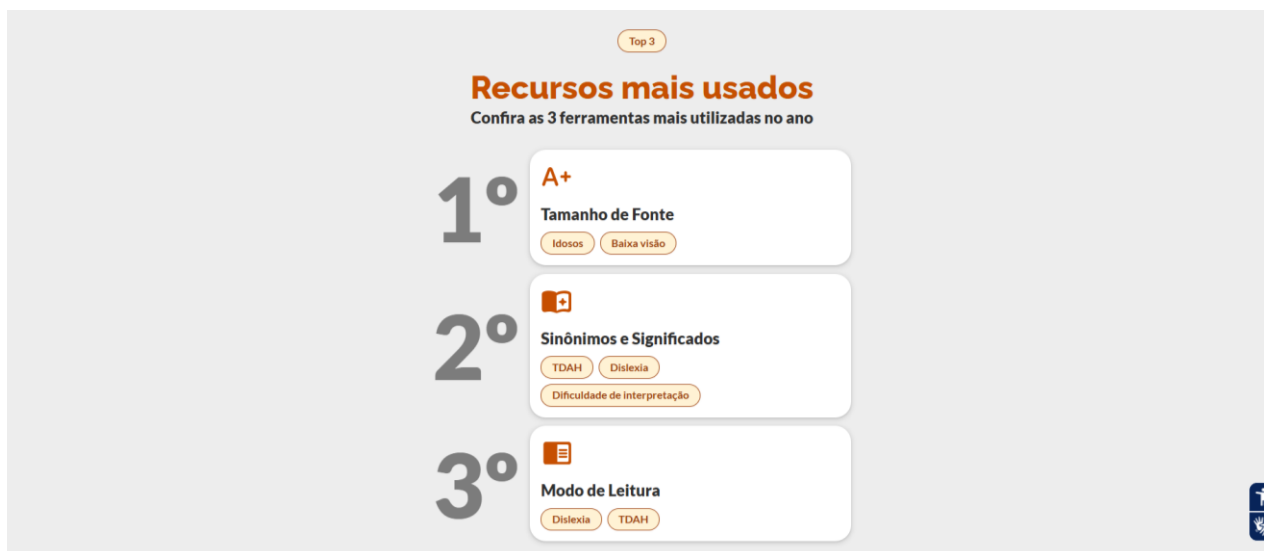 Top 3
Recursos mais usados
Confira as 3 ferramentas mais utilizadas no ano
1º
A+
Tamanho de Fonte
Idosos Baixa visão
2º
Sinônimos e Significados
TDAH Dislexia
Dificuldade de interpretação
3º
Modo de Leitura
Dislexia TDAH